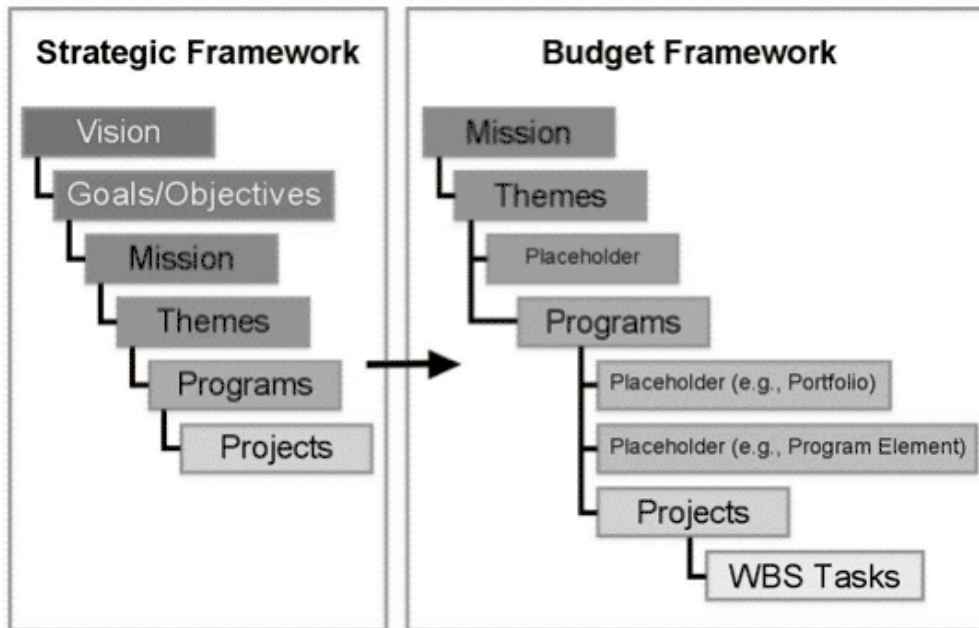 Strategic Framework
Vision
Goals/Objectives
Mission
Themes
Programs
Projects
Budget Framework
Mission
Themes
Placeholder
Programs
Placeholder (e.g., Portfolio)
Placeholder (e.g., Program Element)
Projects
WBS Tasks